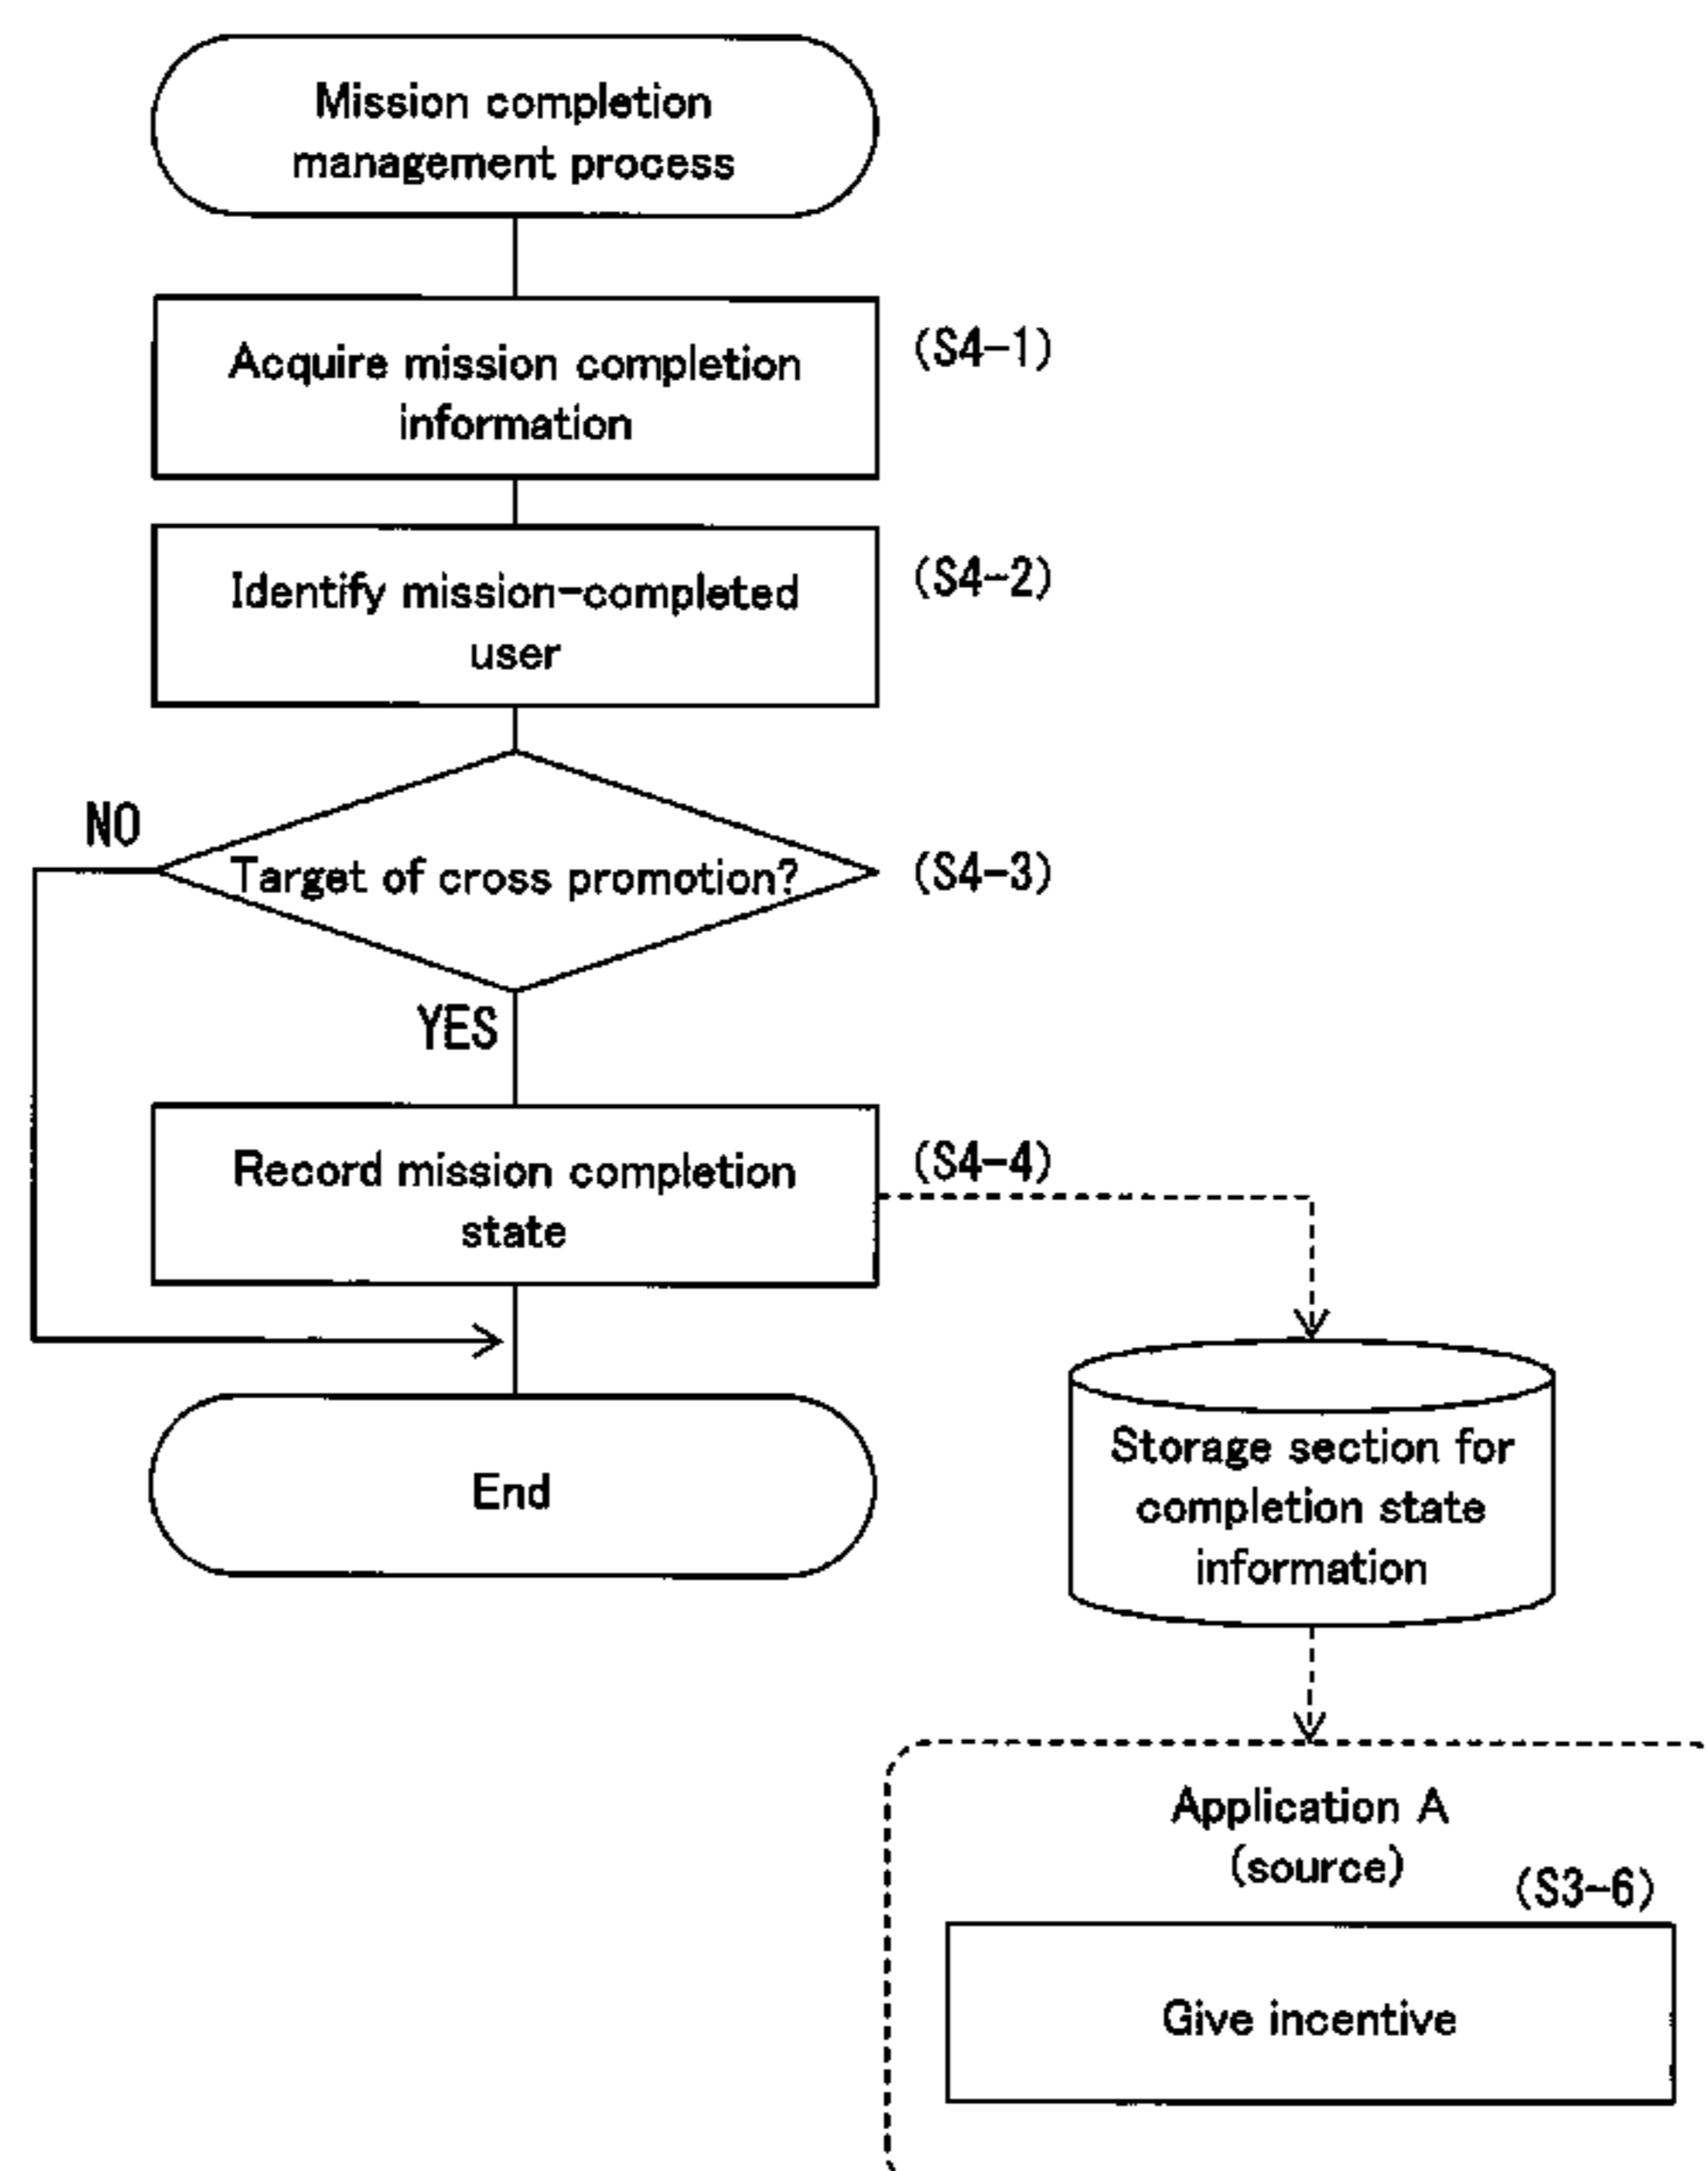 Mission completion
management process
Acquire mission completion
information
(S4-1)
Identify mission-completed
user
(S4-2)
NO
Target of cross promotion?
(S4-3)
YES
Record mission completion
state
(S4-4)
End
Storage section for
completion state
information
Application A
(source)
(S3-6)
Give incentive